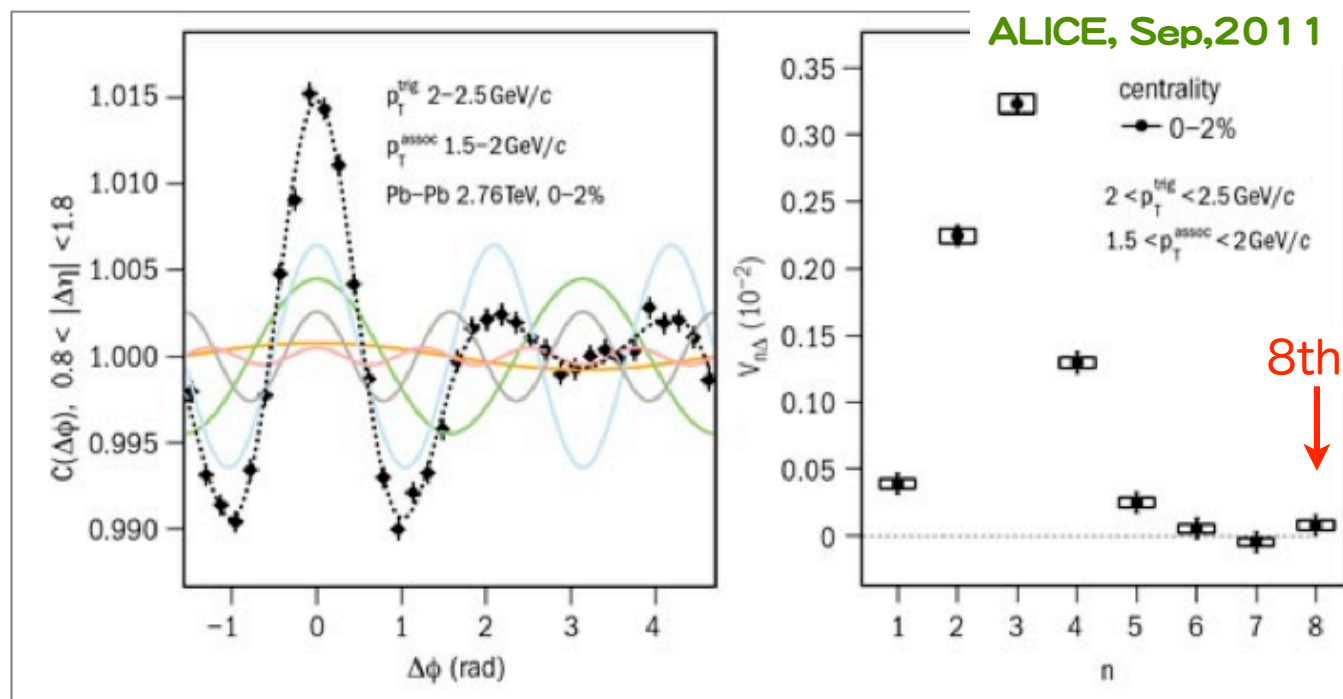 ALICE, Sep,2011
1.015
1.010
1.005
1.000
0.995
0.990
C(Δϕ), 0.8 < |Δη| <1.8
p_T^trig 2–2.5 GeV/c
p_T^assoc 1.5–2 GeV/c
Pb–Pb 2.76 TeV, 0–2%
−1 0 1 2 3 4
Δϕ (rad)
0.35
0.30
0.25
0.20
0.15
0.10
0.05
0
V_nΔ (10⁻²)
centrality
0–2%
2 < p_T^trig < 2.5 GeV/c
1.5 < p_T^assoc < 2 GeV/c
8th
1 2 3 4 5 6 7 8
n